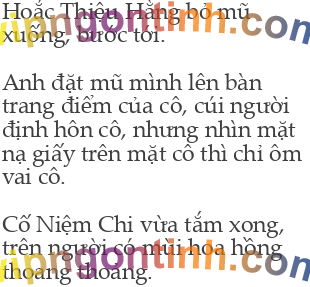 Hoắc Thiệu Hằng bỏ mũ
xuống, bước tới.
Anh đặt mũ mình lên bàn
trang điểm của cô, cúi người
định hôn cô, nhưng nhìn mặt
nạ giấy trên mặt cô thì chỉ ôm
vai cô.
Cố Niệm Chi vừa tắm xong,
trên người có mùi hoa hồng
thoang thoảng.